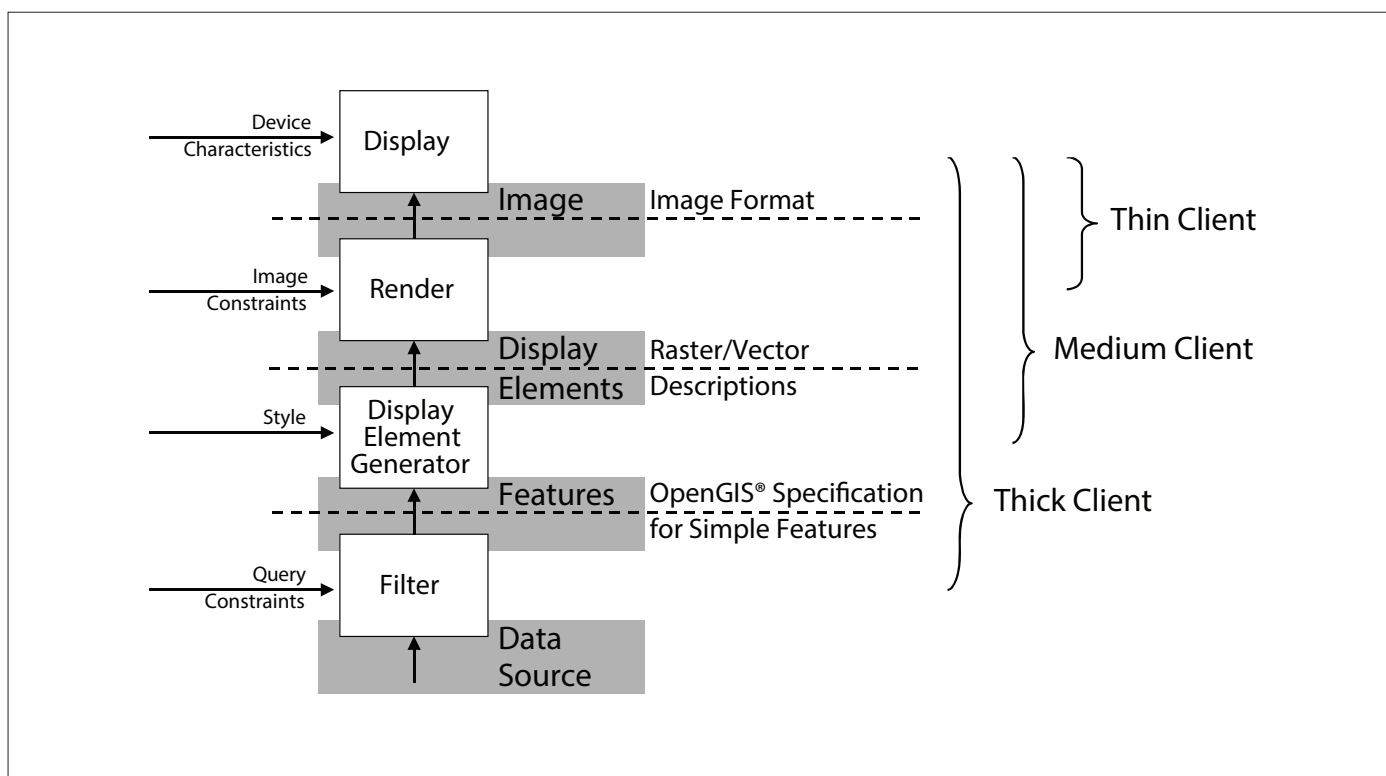 Device
Characteristics
Display
Image
Image Format
Thin Client
Image
Constraints
Render
Display
Elements
Raster/Vector
Descriptions
Medium Client
Style
Display
Element
Generator
Features
OpenGIS® Specification
for Simple Features
Thick Client
Query
Constraints
Filter
Data
Source